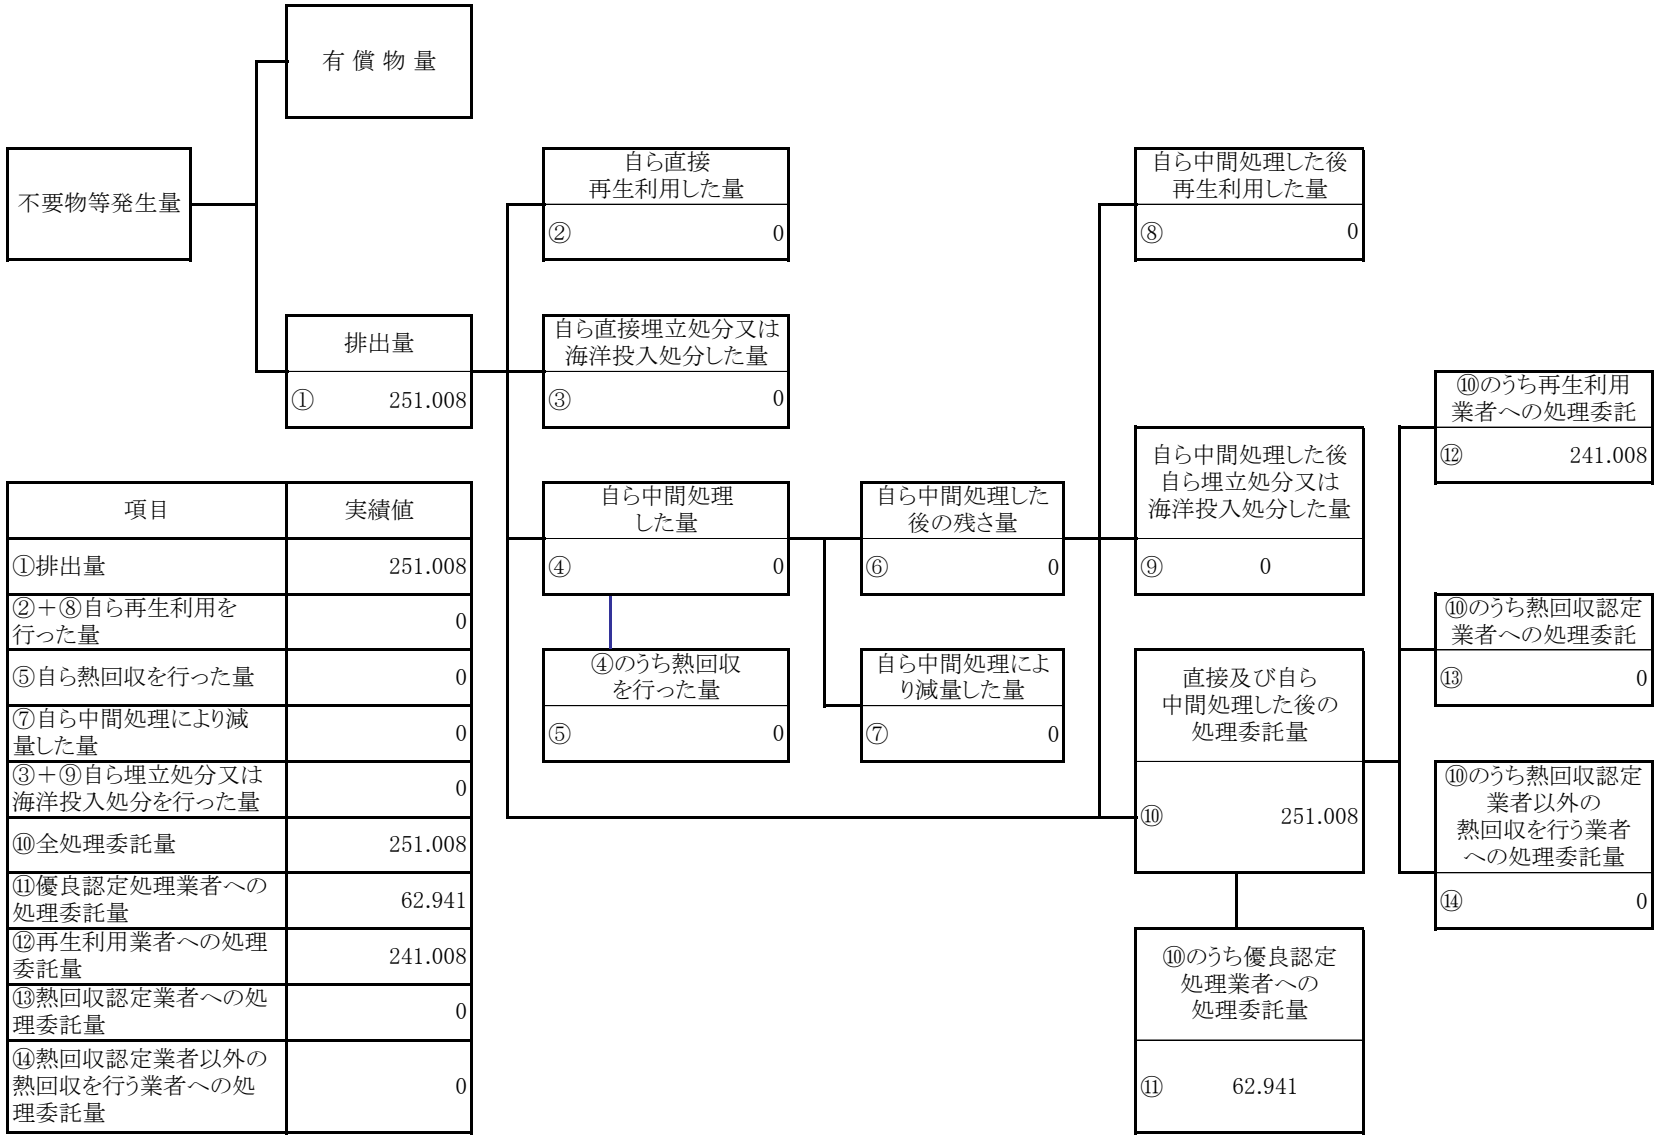 有 償 物 量
不要物等発生量
自ら直接
再生利用した量
② 0
自ら中間処理した後
再生利用した量
⑧ 0
排出量
① 251.008
自ら直接埋立処分又は
海洋投入処分した量
③ 0
⑩のうち再生利用
業者への処理委託
⑫ 241.008
自ら中間処理した後
自ら埋立処分又は
海洋投入処分した量
⑨ 0
自ら中間処理
した量
④ 0
自ら中間処理した
後の残さ量
⑥ 0
⑩のうち熱回収認定
業者への処理委託
⑬ 0
④のうち熱回収
を行った量
⑤ 0
自ら中間処理によ
り減量した量
⑦ 0
直接及び自ら
中間処理した後の
処理委託量
⑩ 251.008
⑩のうち熱回収認定
業者以外の
熱回収を行う業者
への処理委託量
⑭ 0
⑩のうち優良認定
処理業者への
処理委託量
⑪ 62.941
項目 実績値
①排出量 251.008
②＋⑧自ら再生利用を
行った量 0
⑤自ら熱回収を行った量 0
⑦自ら中間処理により減
量した量 0
③＋⑨自ら埋立処分又は
海洋投入処分を行った量 0
⑩全処理委託量 251.008
⑪優良認定処理業者への
処理委託量 62.941
⑫再生利用業者への処理
委託量 241.008
⑬熱回収認定業者への処
理委託量 0
⑭熱回収認定業者以外の
熱回収を行う業者への処
理委託量 0